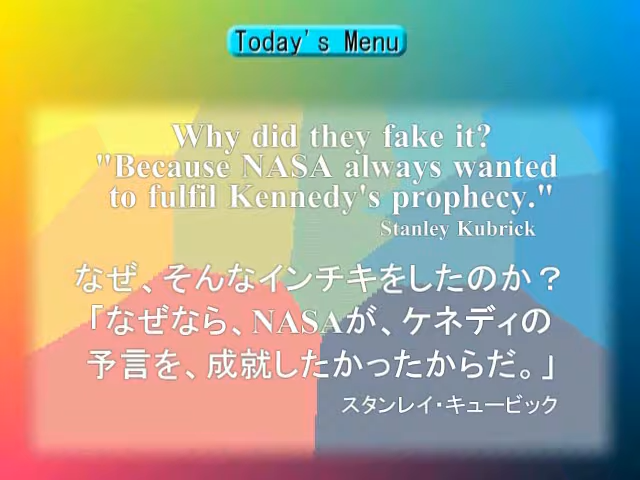 Today's Menu
Why did they fake it?
"Because NASA always wanted
to fulfil Kennedy's prophecy."
Stanley Kubrick
なぜ、そんなインチキをしたのか？
「なぜなら、NASAが、ケネディの
予言を、成就したかったからだ。」
スタンレイ・キュービック